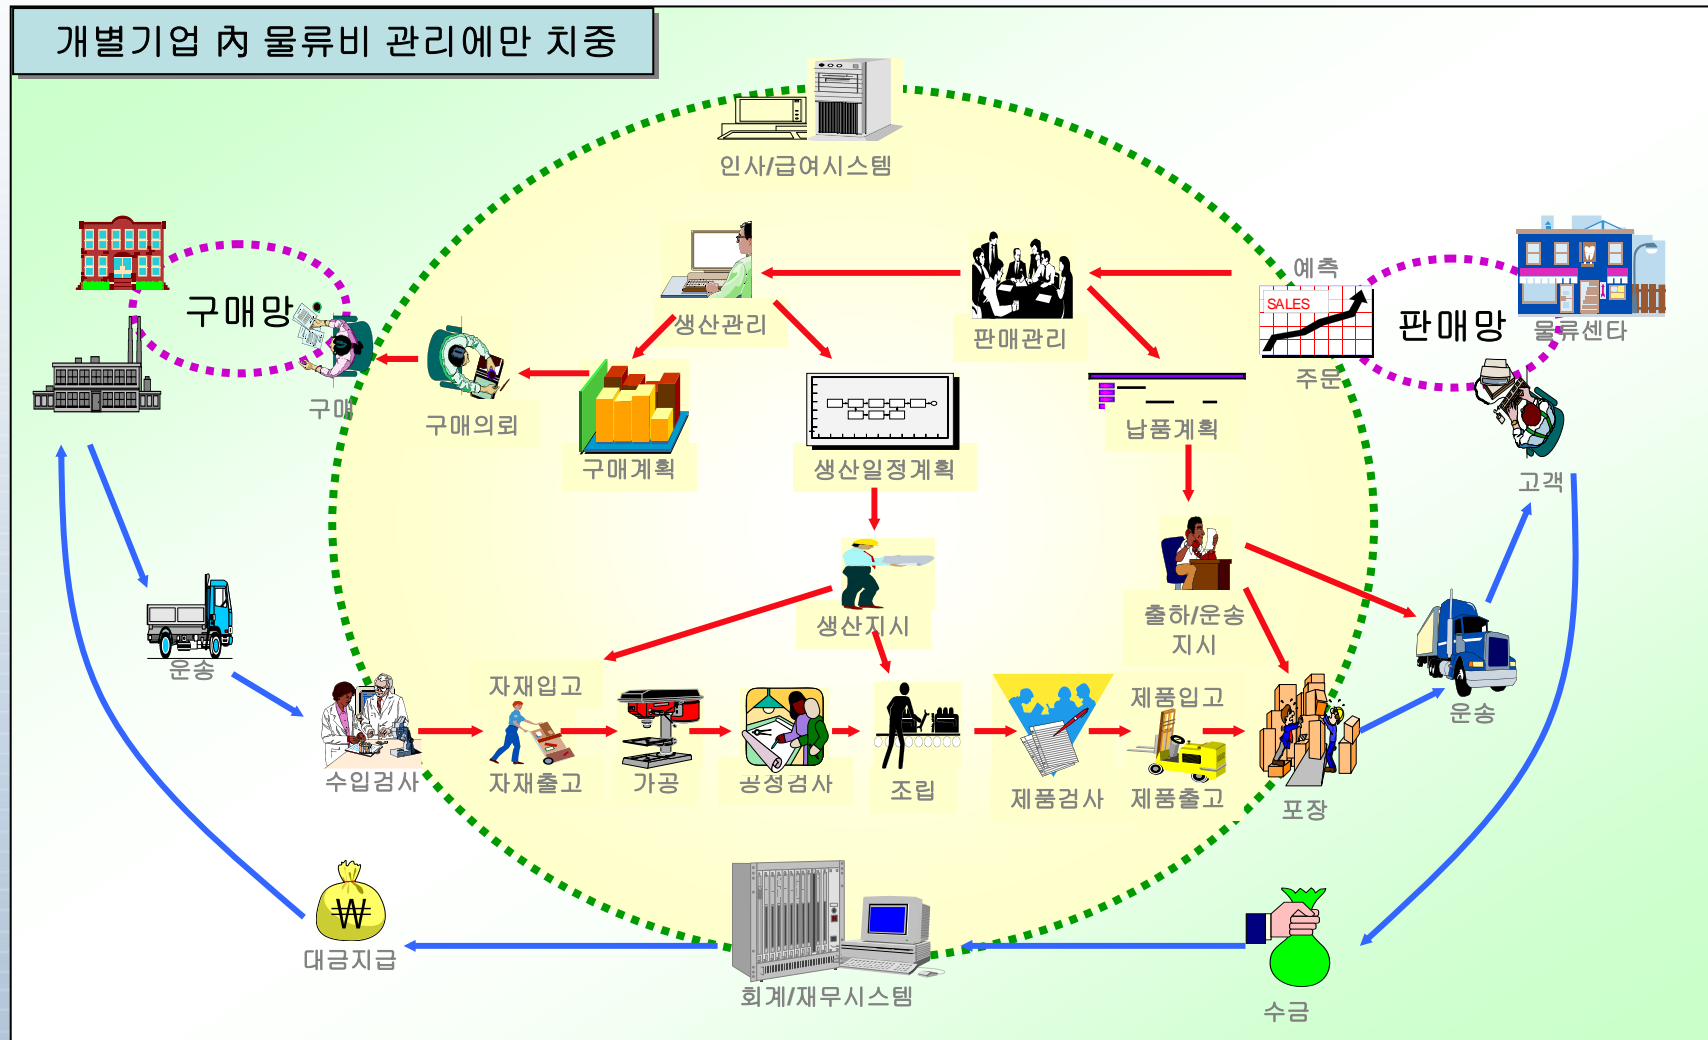 개별기업 內 물류비 관리에만 치중
인사/급여시스템
구매망
생산관리
판매관리
예측
SALES
주문
판매망
물류센타
구매
구매의뢰
구매계획
생산일정계획
납품계획
고객
생산지시
출하/운송
지시
운송
운송
수입검사
자재입고
자재출고
가공
공정검사
조립
제품검사
제품입고
제품출고
포장
₩
대금지급
회계/재무시스템
수금